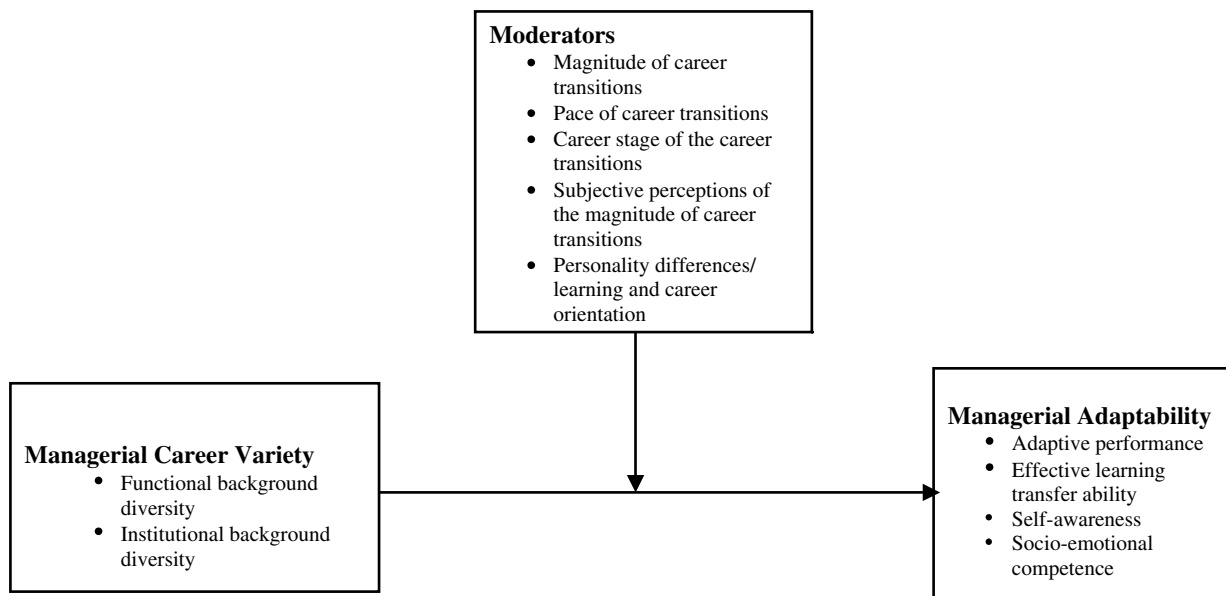 Moderators
• Magnitude of career
transitions
• Pace of career transitions
• Career stage of the career
transitions
• Subjective perceptions of
the magnitude of career
transitions
• Personality differences/
learning and career
orientation
Managerial Career Variety
• Functional background
diversity
• Institutional background
diversity
Managerial Adaptability
• Adaptive performance
• Effective learning
transfer ability
• Self-awareness
• Socio-emotional
competence